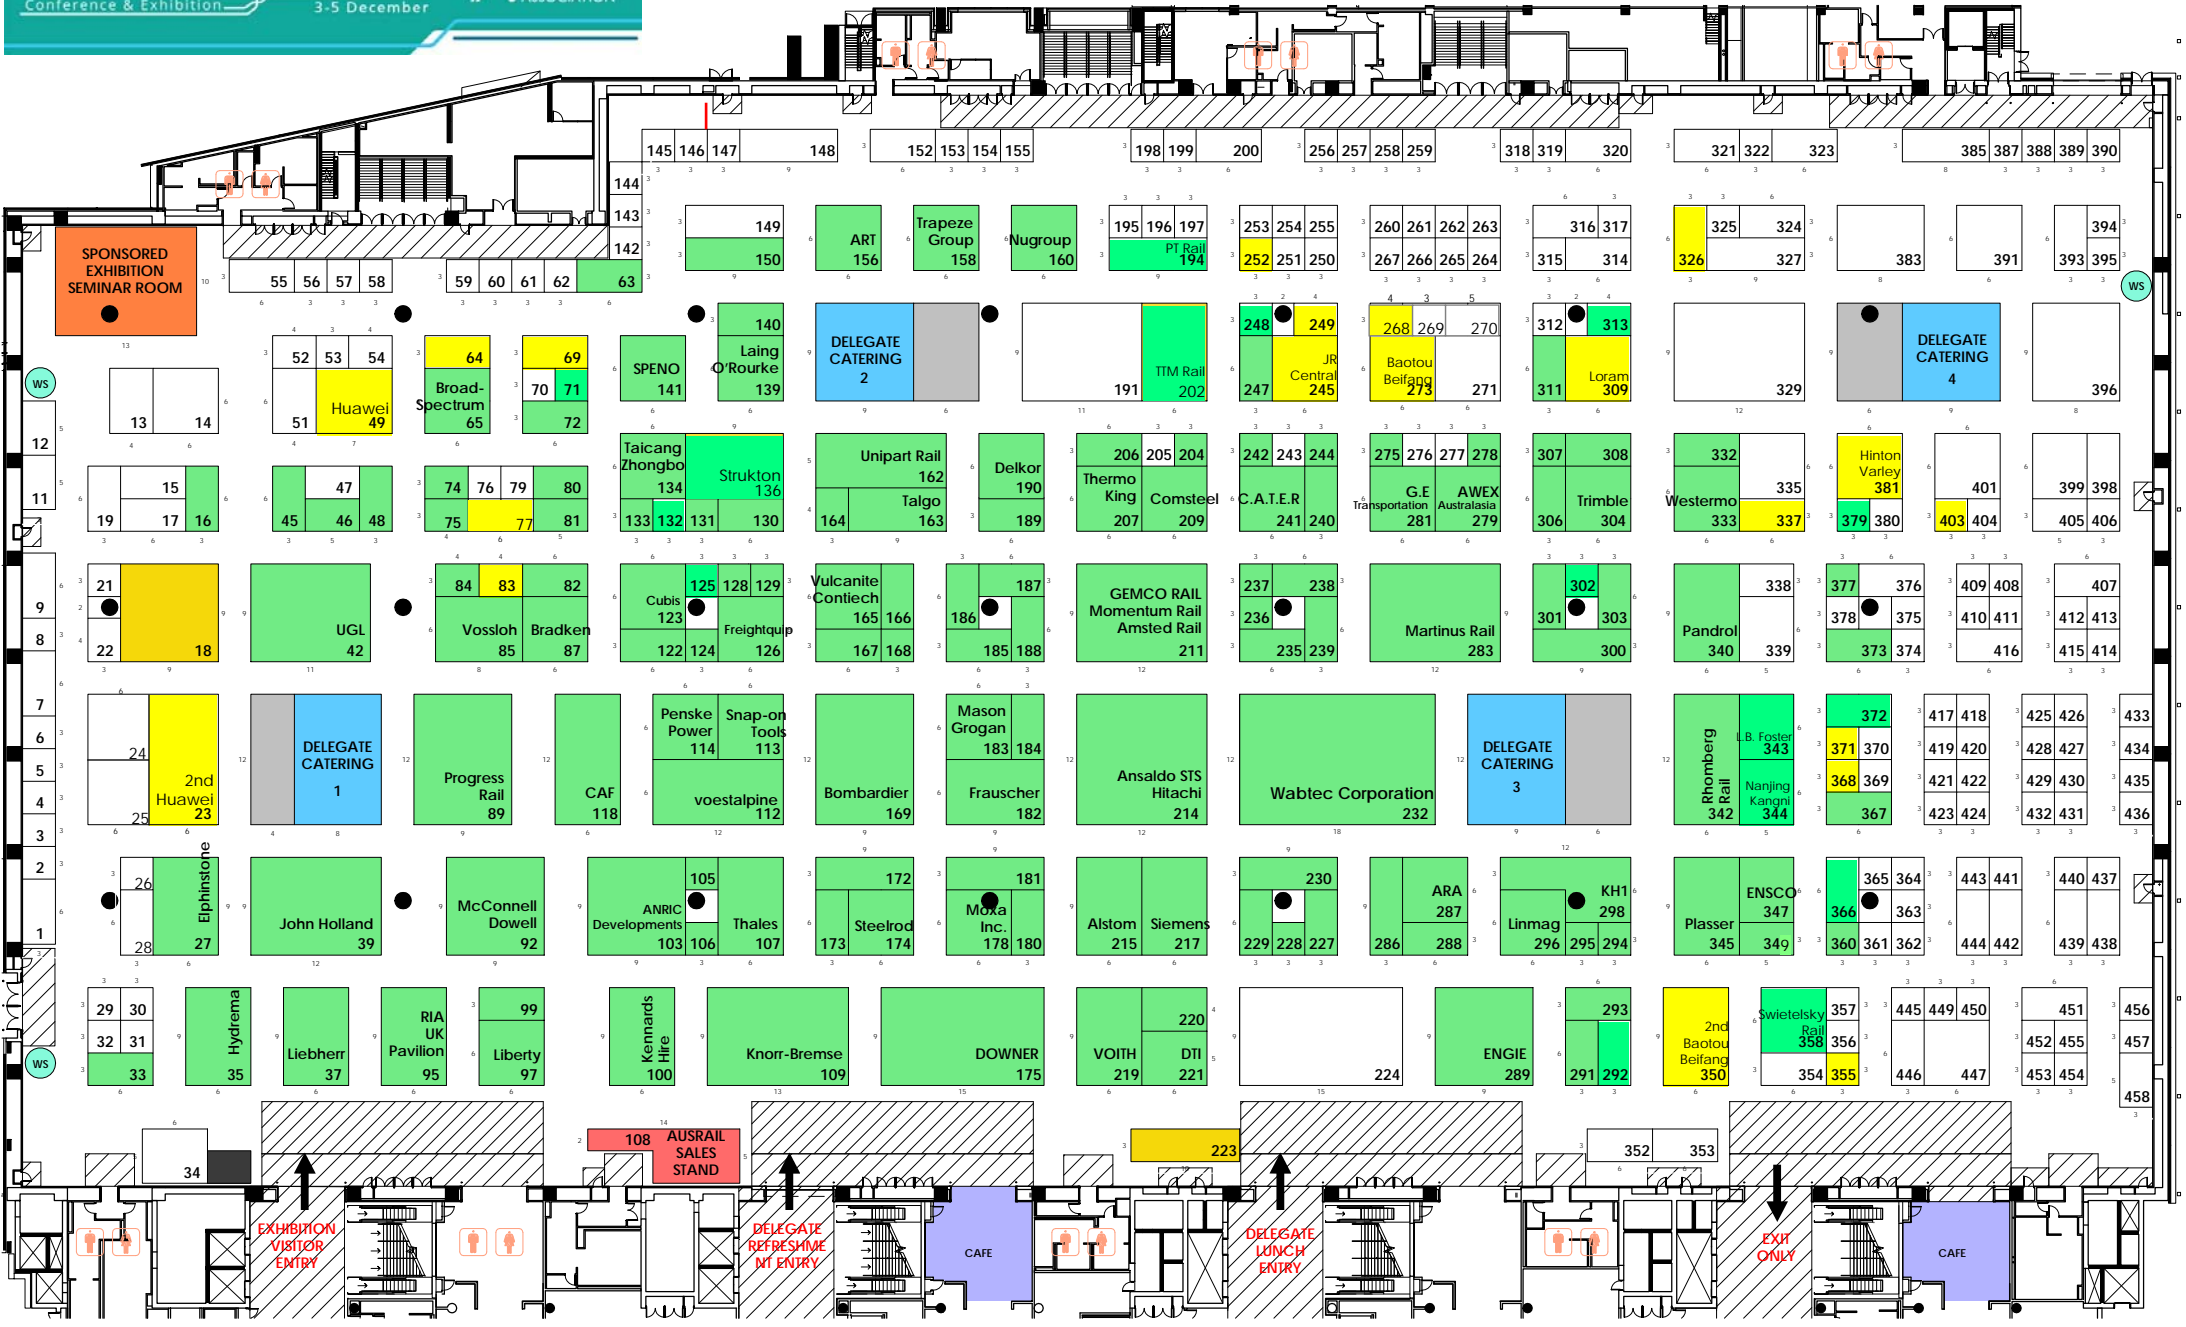 Conference & Exhibition
3-5 December
ASSOCIATION
145 146 147 148
152 153 154 155
198 199 200
256 257 258 259
318 319 320
321 322 323
385 387 388 389 390
144
143
142
149
150
ART
156
Trapeze
Group
158
Nugroup
160
195 196 197
PT Rail
194
253 254 255
252 251 250
260 261 262 263
267 266 265 264
316 317
315 314
325 324
326 327
383
391
394
393 395
SPONSORED
EXHIBITION
SEMINAR ROOM
55 56 57 58
59 60 61 62 63
WS
WS
52 53 54
51
Huawei
49
64
Broad-
Spectrum
65
69
70 71
72
SPENO
141
140
Laing
O'Rourke
139
DELEGATE
CATERING
2
191
TTM Rail
202
248 249
247
JR
Central
245
268 269 270
Baotou
Beifang
273
271
312 313
311
Loram
309
329
DELEGATE
CATERING
4
396
13 14
12
11
15
19 17 16
47
45 46 48
74 76 79 80
75 77 81
Taicang
Zhongbo
134
Strukton
136
133 132 131 130
Unipart Rail
162
Talgo
164 163
Delkor
190
189
206 205 204
Thermo
King
207
Comsteel
209
242 243 244
C.A.T.E.R
241 240
275 276 277 278
G.E
Transportation
281
AWEX
Australasia
279
307 308
Trimble
306 304
332
Westermo
333
335
337
Hinton
Varley
381
379 380
401
403 404
399 398
405 406
21
22
18
9
8
UGL
42
84 83 82
Vossloh
85
Bradken
87
Cubis
123
125 128 129
Freightquip
122 124 126
Vulcanite
Contiech
165 166
167 168
187
186
185 188
GEMCO RAIL
Momentum Rail
Amsted Rail
211
237 238
236
235 239
Martinus Rail
283
302
301 303
300
Pandrol
340
338
339
377 376
378 375
373 374
409 408
410 411
416
407
412 413
415 414
7
6
5
4
3
2
1
24
25
2nd
Huawei
23
DELEGATE
CATERING
1
Progress
Rail
89
CAF
118
Penske
Power
114
Snap-on
Tools
113
voestalpine
112
Bombardier
169
Mason
Grogan
183 184
Frauscher
182
Ansaldo STS
Hitachi
214
Wabtec Corporation
232
DELEGATE
CATERING
3
Rhomberg
Rail
342
L.B. Foster
343
Nanjing
Kangni
344
372
371 370
368 369
367
417 418
419 420
421 422
423 424
425 426
428 427
429 430
432 431
433
434
435
436
26
28
Elphinstone
27
John Holland
39
McConnell
Dowell
92
ANRIC
Developments
103
105
106
Thales
107
172
173
Steelrod
174
181
Moxa
Inc.
178 180
Alstom
215
Siemens
217
230
229 228 227
ARA
287
286 288
KH1
298
Linmag
296 295 294
Plasser
345
ENSCO
347
349
366 365 364
363
360 361 362
443 441
444 442
440 437
439 438
29 30
32 31
33
Hydrema
35
Liebherr
37
RIA
UK
Pavilion
95
99
Liberty
97
Kennards
Hire
100
Knorr-Bremse
109
DOWNER
175
VOITH
219
220
DTI
221
224
ENGIE
289
293
291 292
2nd
Baotou
Beifang
350
Swietelsky
Rail
358
357
356
354 355
445 449 450
446 447
451
452 455
453 454
456
457
458
WS
34
108 AUSRAIL
SALES
STAND
223
352 353
EXHIBITION
VISITOR
ENTRY
DELEGATE
REFRESHME
NT ENTRY
CAFE
DELEGATE
LUNCH
ENTRY
EXIT
ONLY
CAFE